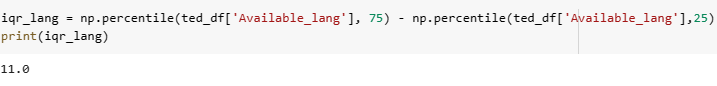 iqr_lang = np.percentile(ted_df['Available_lang'], 75) - np.percentile(ted_df['Available_lang'],25)
print(iqr_lang)
11.0